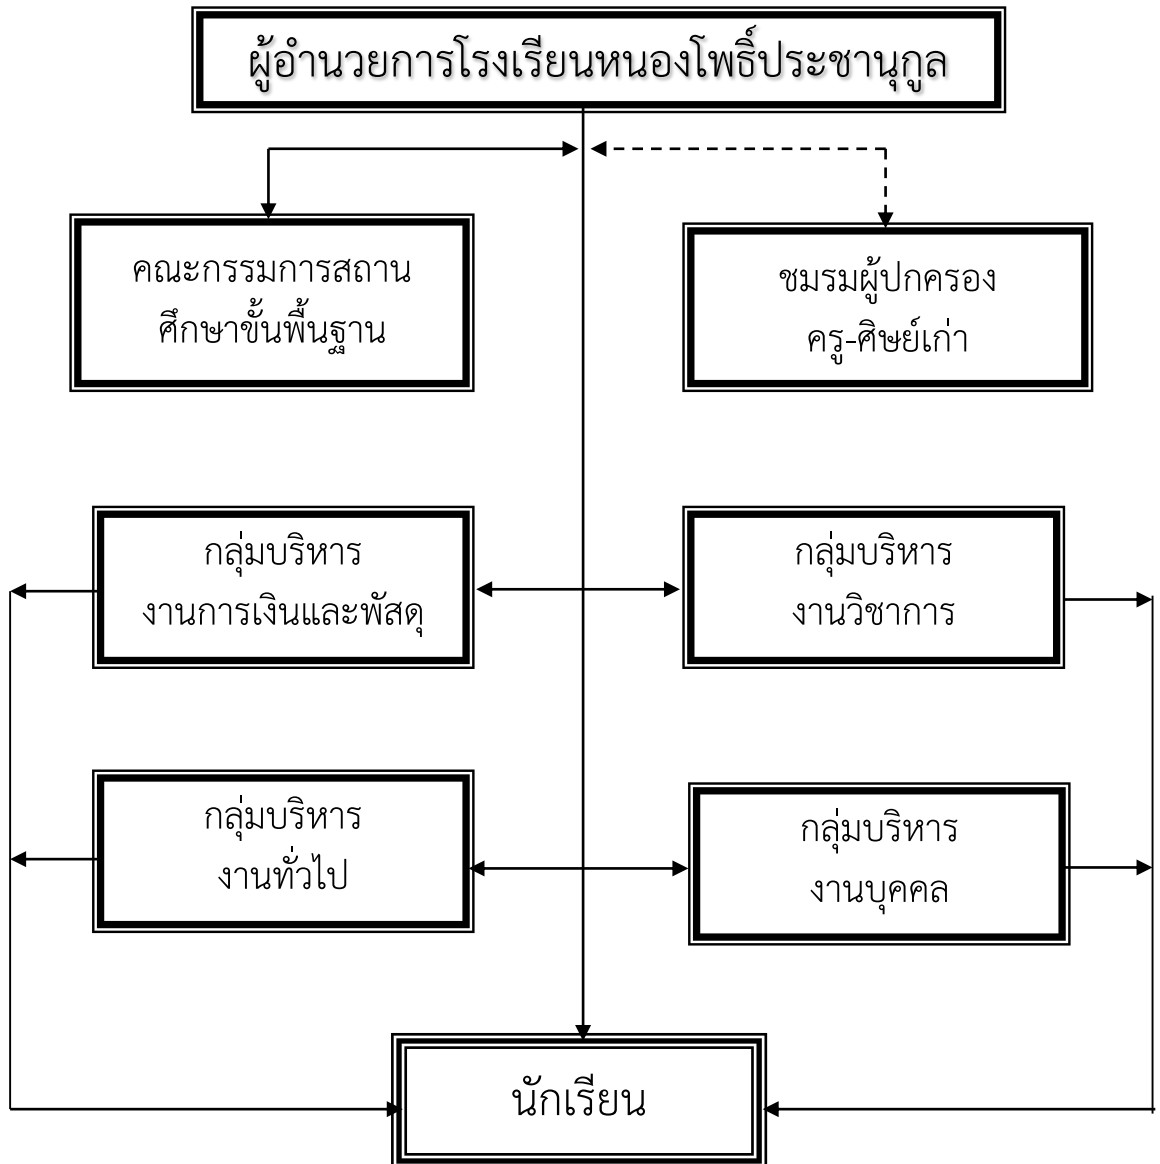 ผู้อำนวยการโรงเรียนหนองโพธิ์ประชานุกูล
คณะกรรมการสถาน
ศึกษาขั้นพื้นฐาน
ชมรมผู้ปกครอง
ครู-ศิษย์เก่า
กลุ่มบริหาร
งานการเงินและพัสดุ
กลุ่มบริหาร
งานวิชาการ
กลุ่มบริหาร
งานทั่วไป
กลุ่มบริหาร
งานบุคคล
นักเรียน